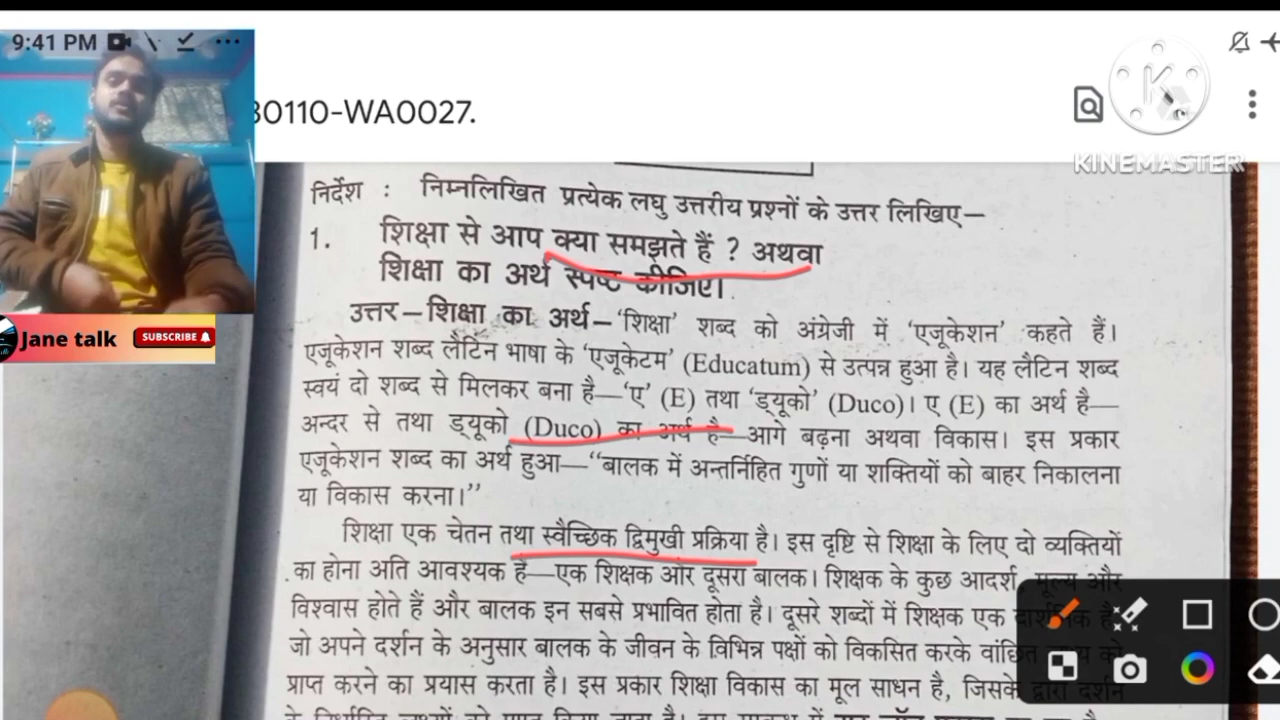 9:41 PM
30110-WA0027.
KINEMASTER
निर्देश : निम्नलिखित प्रत्येक लघु उत्तरीय प्रश्नों के उत्तर लिखिए—
1. शिक्षा से आप क्या समझते हैं ? अथवा
शिक्षा का अर्थ स्पष्ट कीजिए।
उत्तर–शिक्षा का अर्थ–‘शिक्षा’ शब्द को अंग्रेजी में ‘एजूकेशन’ कहते हैं।
एजूकेशन शब्द लैटिन भाषा के ‘एजूकेटम’ (Educatum) से उत्पन्न हुआ है। यह लैटिन शब्द
स्वयं दो शब्द से मिलकर बना है—‘ए’ (E) तथा ‘ड्यूको’ (Duco)। ए (E) का अर्थ है—
अन्दर से तथा ड्यूको (Duco) का अर्थ है—आगे बढ़ना अथवा विकास। इस प्रकार
एजूकेशन शब्द का अर्थ हुआ—“बालक में अन्तर्निहित गुणों या शक्तियों को बाहर निकालना
या विकास करना।”
शिक्षा एक चेतन तथा स्वैच्छिक द्विमुखी प्रक्रिया है। इस दृष्टि से शिक्षा के लिए दो व्यक्तियों
का होना अति आवश्यक है—एक शिक्षक और दूसरा बालक। शिक्षक के कुछ आदर्श, मूल्य और
विश्वास होते हैं और बालक इन सबसे प्रभावित होता है। दूसरे शब्दों में शिक्षक एक दार्शनिक है
जो अपने दर्शन के अनुसार बालक के जीवन के विभिन्न पक्षों को विकसित करके वांछित को
प्राप्त करने का प्रयास करता है। इस प्रकार शिक्षा विकास का मूल साधन है, जिसके द्वारा दर्शन
Jane talk
SUBSCRIBE